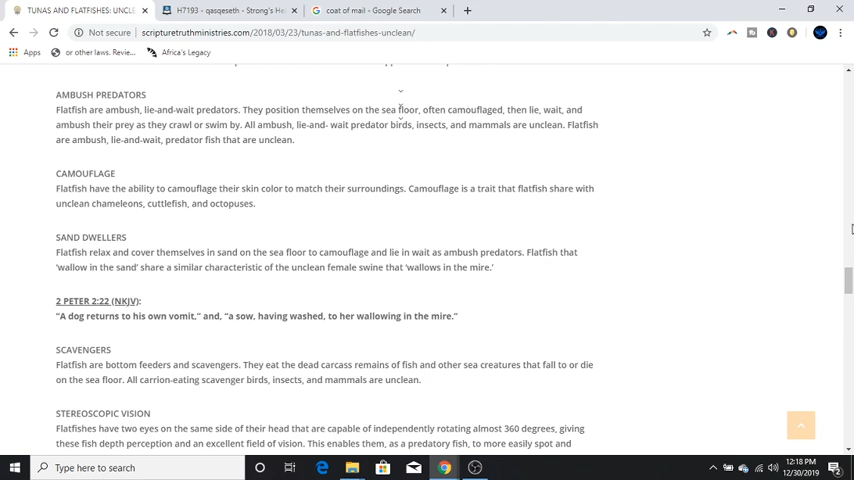 TUNAS AND FLATFISHES: UNCLE
H7193 - qasqeseth - Strong's He
coat of mail - Google Search
Not secure
scripturetruthministries.com/2018/03/23/tunas-and-flatfishes-unclean/
Apps
or other laws. Revie...
Africa's Legacy
AMBUSH PREDATORS
Flatfish are ambush, lie-and-wait predators. They position themselves on the sea floor, often camouflaged, then lie, wait, and
ambush their prey as they crawl or swim by. All ambush, lie-and- wait predator birds, insects, and mammals are unclean. Flatfish
are ambush, lie-and-wait, predator fish that are unclean.
CAMOUFLAGE
Flatfish have the ability to camouflage their skin color to match their surroundings. Camouflage is a trait that flatfish share with
unclean chameleons, cuttlefish, and octopuses.
SAND DWELLERS
Flatfish relax and cover themselves in sand on the sea floor to camouflage and lie in wait as ambush predators. Flatfish that
‘wallow in the sand’ share a similar characteristic of the unclean female swine that ‘wallows in the mire.’
2 PETER 2:22 (NKJV):
“A dog returns to his own vomit,” and, “a sow, having washed, to her wallowing in the mire.”
SCAVENGERS
Flatfish are bottom feeders and scavengers. They eat the dead carcass remains of fish and other sea creatures that fall to or die
on the sea floor. All carrion-eating scavenger birds, insects, and mammals are unclean.
STEREOSCOPIC VISION
Flatfishes have two eyes on the same side of their head that are capable of independently rotating almost 360 degrees, giving
these fish depth perception and an excellent field of vision. This enables them, as a predatory fish, to more easily spot and
Type here to search
12:18 PM
12/30/2019
2